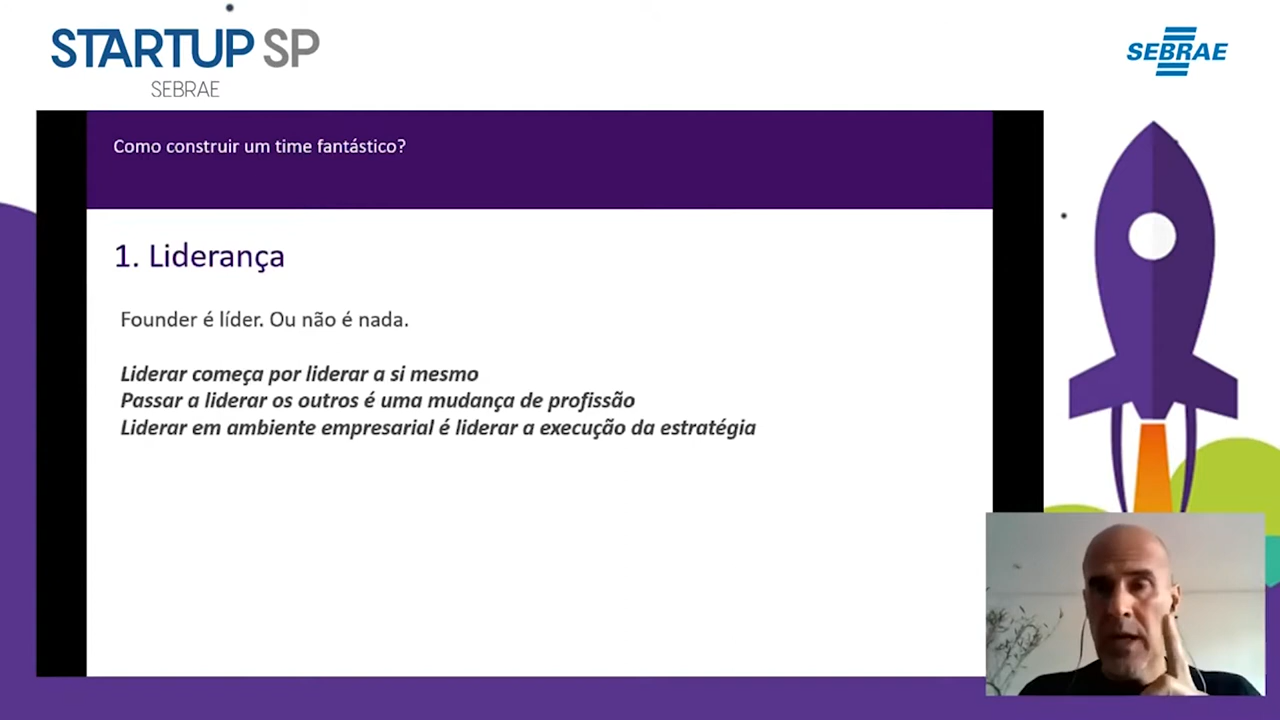 STARTUP SP
SEBRAE
SEBRAE
Como construir um time fantástico?
1. Liderança
Founder é líder. Ou não é nada.
Liderar começa por liderar a si mesmo
Passar a liderar os outros é uma mudança de profissão
Liderar em ambiente empresarial é liderar a execução da estratégia